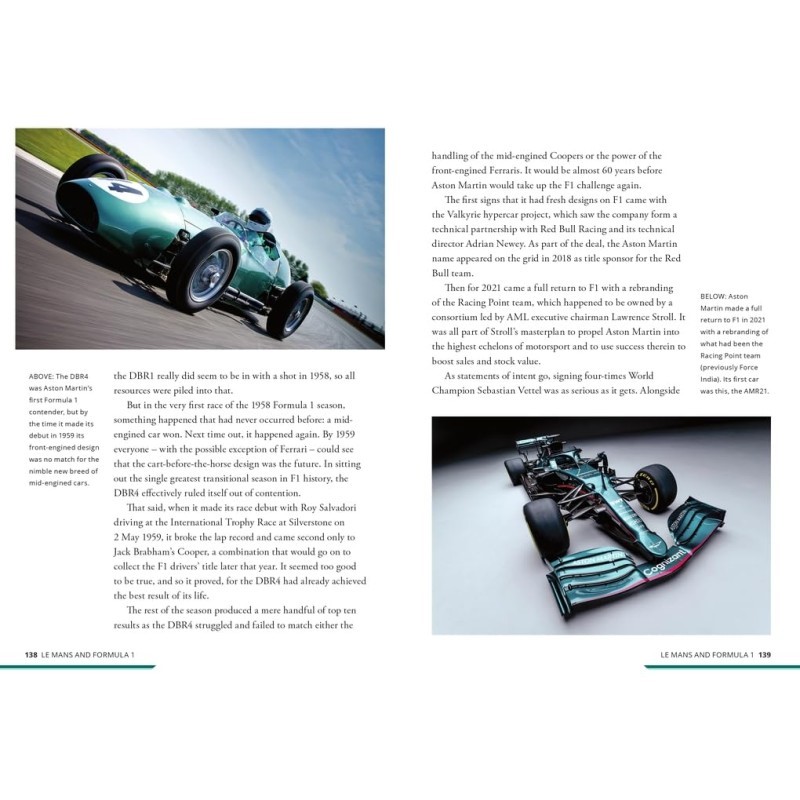 4
ABOVE: The DBR4
was Aston Martin's
first Formula 1
contender, but by
the time it made its
debut in 1959 its
front-engined design
was no match for the
nimble new breed of
mid-engined cars.
the DBR1 really did seem to be in with a shot in 1958, so all
resources were piled into that.
But in the very first race of the 1958 Formula 1 season,
something happened that had never occurred before: a mid-
engined car won. Next time out, it happened again. By 1959
everyone – with the possible exception of Ferrari – could see
that the cart-before-the-horse design was the future. In sitting
out the single greatest transitional season in F1 history, the
DBR4 effectively ruled itself out of contention.
That said, when it made its race debut with Roy Salvadori
driving at the International Trophy Race at Silverstone on
2 May 1959, it broke the lap record and came second only to
Jack Brabham's Cooper, a combination that would go on to
collect the F1 drivers' title later that year. It seemed too good
to be true, and so it proved, for the DBR4 had already achieved
the best result of its life.
The rest of the season produced a mere handful of top ten
results as the DBR4 struggled and failed to match either the
138 LE MANS AND FORMULA 1
handling of the mid-engined Coopers or the power of the
front-engined Ferraris. It would be almost 60 years before
Aston Martin would take up the F1 challenge again.
The first signs that it had fresh designs on F1 came with
the Valkyrie hypercar project, which saw the company form a
technical partnership with Red Bull Racing and its technical
director Adrian Newey. As part of the deal, the Aston Martin
name appeared on the grid in 2018 as title sponsor for the Red
Bull team.
Then for 2021 came a full return to F1 with a rebranding
of the Racing Point team, which happened to be owned by a
consortium led by AML executive chairman Lawrence Stroll. It
was all part of Stroll's masterplan to propel Aston Martin into
the highest echelons of motorsport and to use success therein to
boost sales and stock value.
As statements of intent go, signing four-times World
Champion Sebastian Vettel was as serious as it gets. Alongside
BELOW: Aston
Martin made a full
return to F1 in 2021
with a rebranding of
what had been the
Racing Point team
(previously Force
India). Its first car
was this, the AMR21.
Cognizant
LE MANS AND FORMULA 1 139